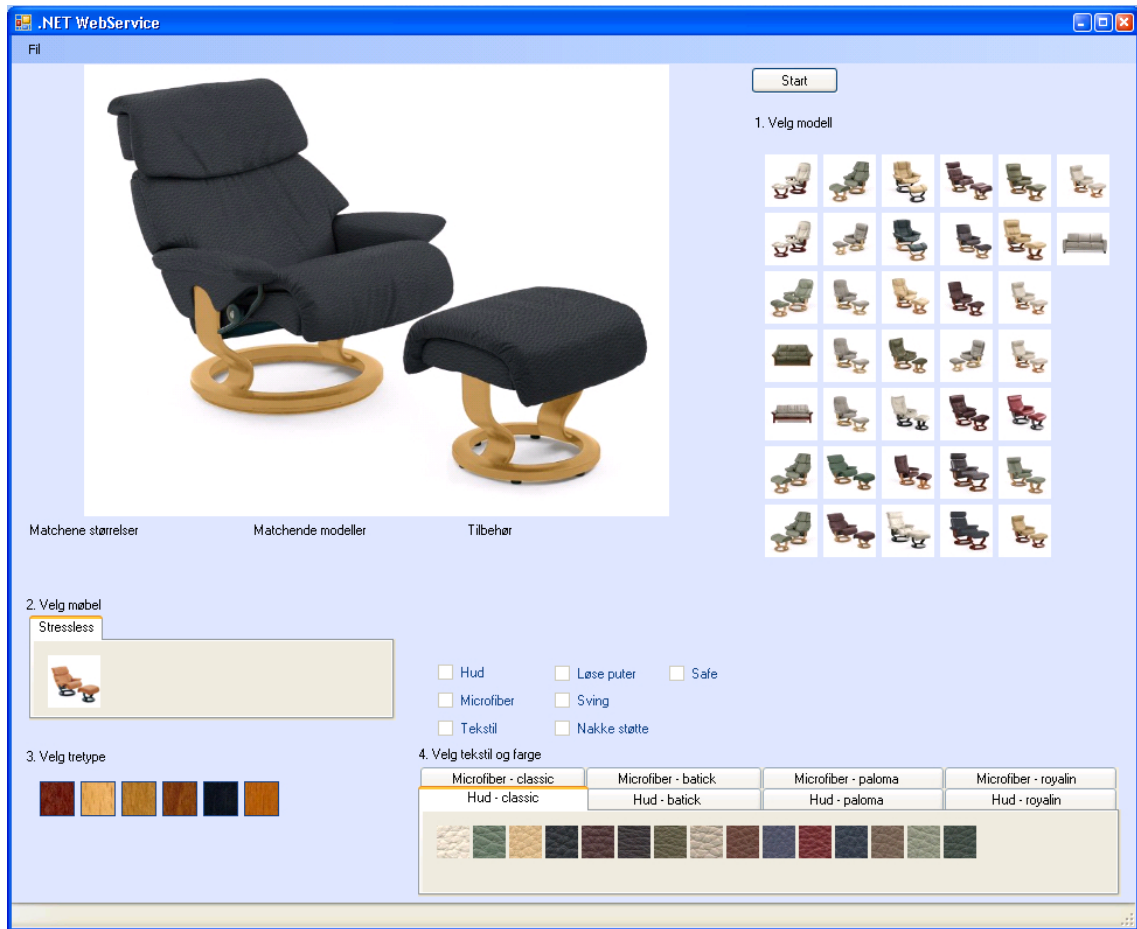 .NET WebService
Fil
Start
1. Velg modell
Matchene størrelser
Matchende modeller
Tilbehør
2. Velg møbel
Stressless
Hud
Løse puter
Safe
Microfiber
Sving
Tekstil
Nakke støtte
3. Velg tretype
4. Velg tekstil og farge
Microfiber - classic
Microfiber - batick
Microfiber - paloma
Microfiber - royalin
Hud - classic
Hud - batick
Hud - paloma
Hud - royalin